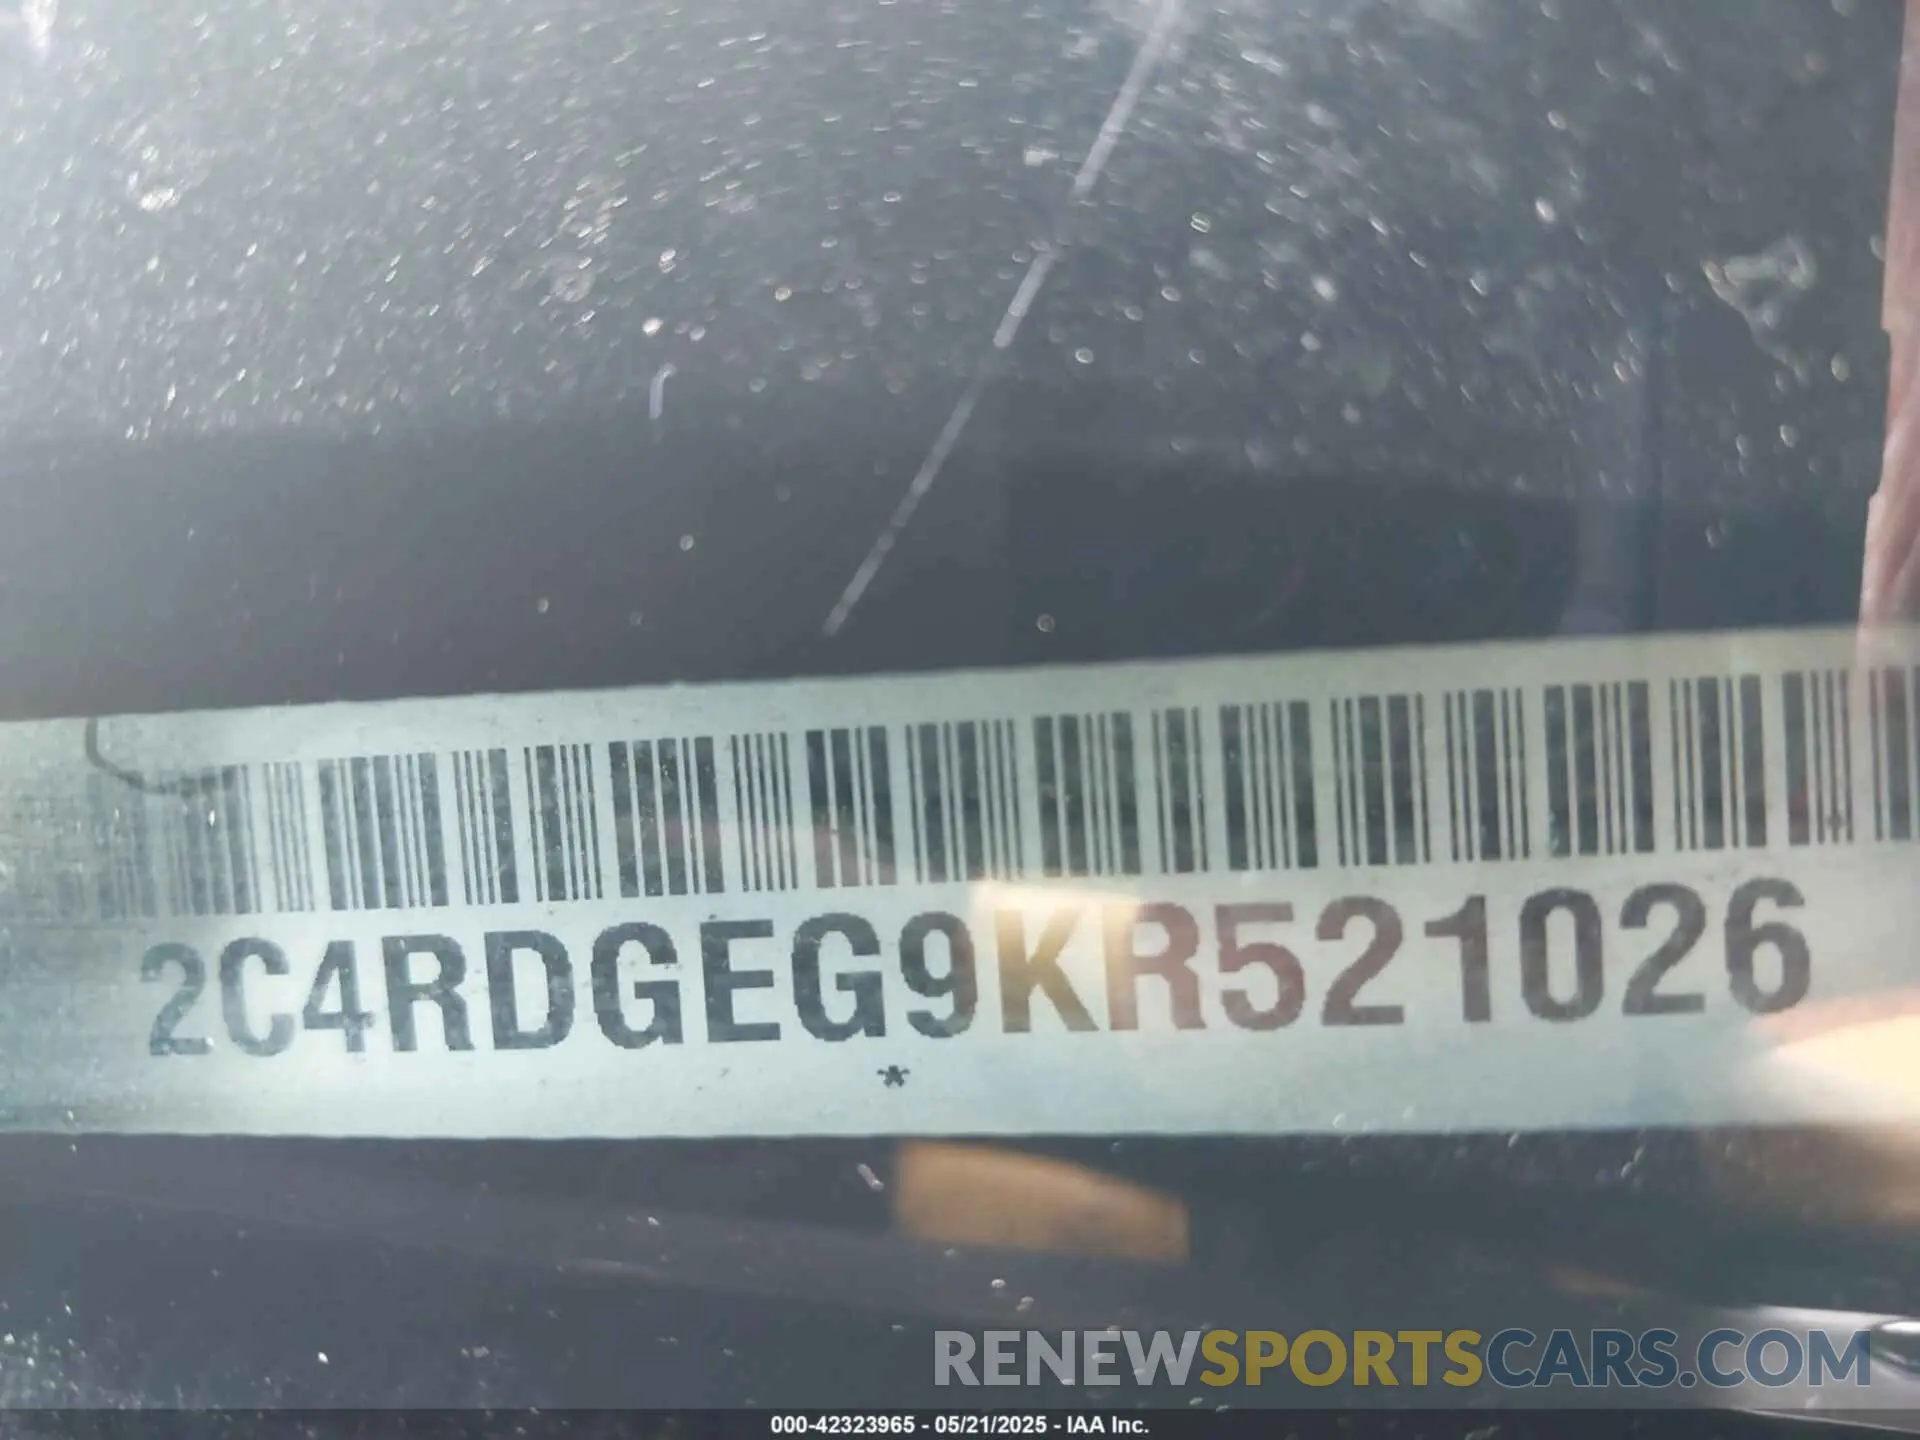 2C4RDGEG9KR521026
*
RENEWSPORTSCARS.COM
000-42323965 - 05/21/2025 - IAA Inc.